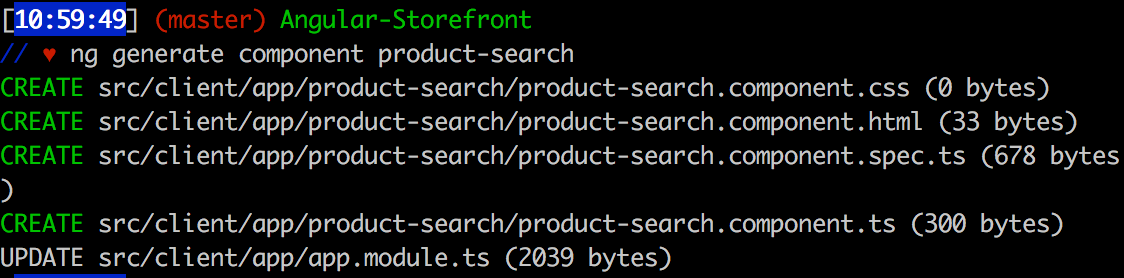 [10:59:49] (master) Angular-Storefront
// ♥ ng generate component product-search
CREATE src/client/app/product-search/product-search.component.css (0 bytes)
CREATE src/client/app/product-search/product-search.component.html (33 bytes)
CREATE src/client/app/product-search/product-search.component.spec.ts (678 bytes
)
CREATE src/client/app/product-search/product-search.component.ts (300 bytes)
UPDATE src/client/app/app.module.ts (2039 bytes)